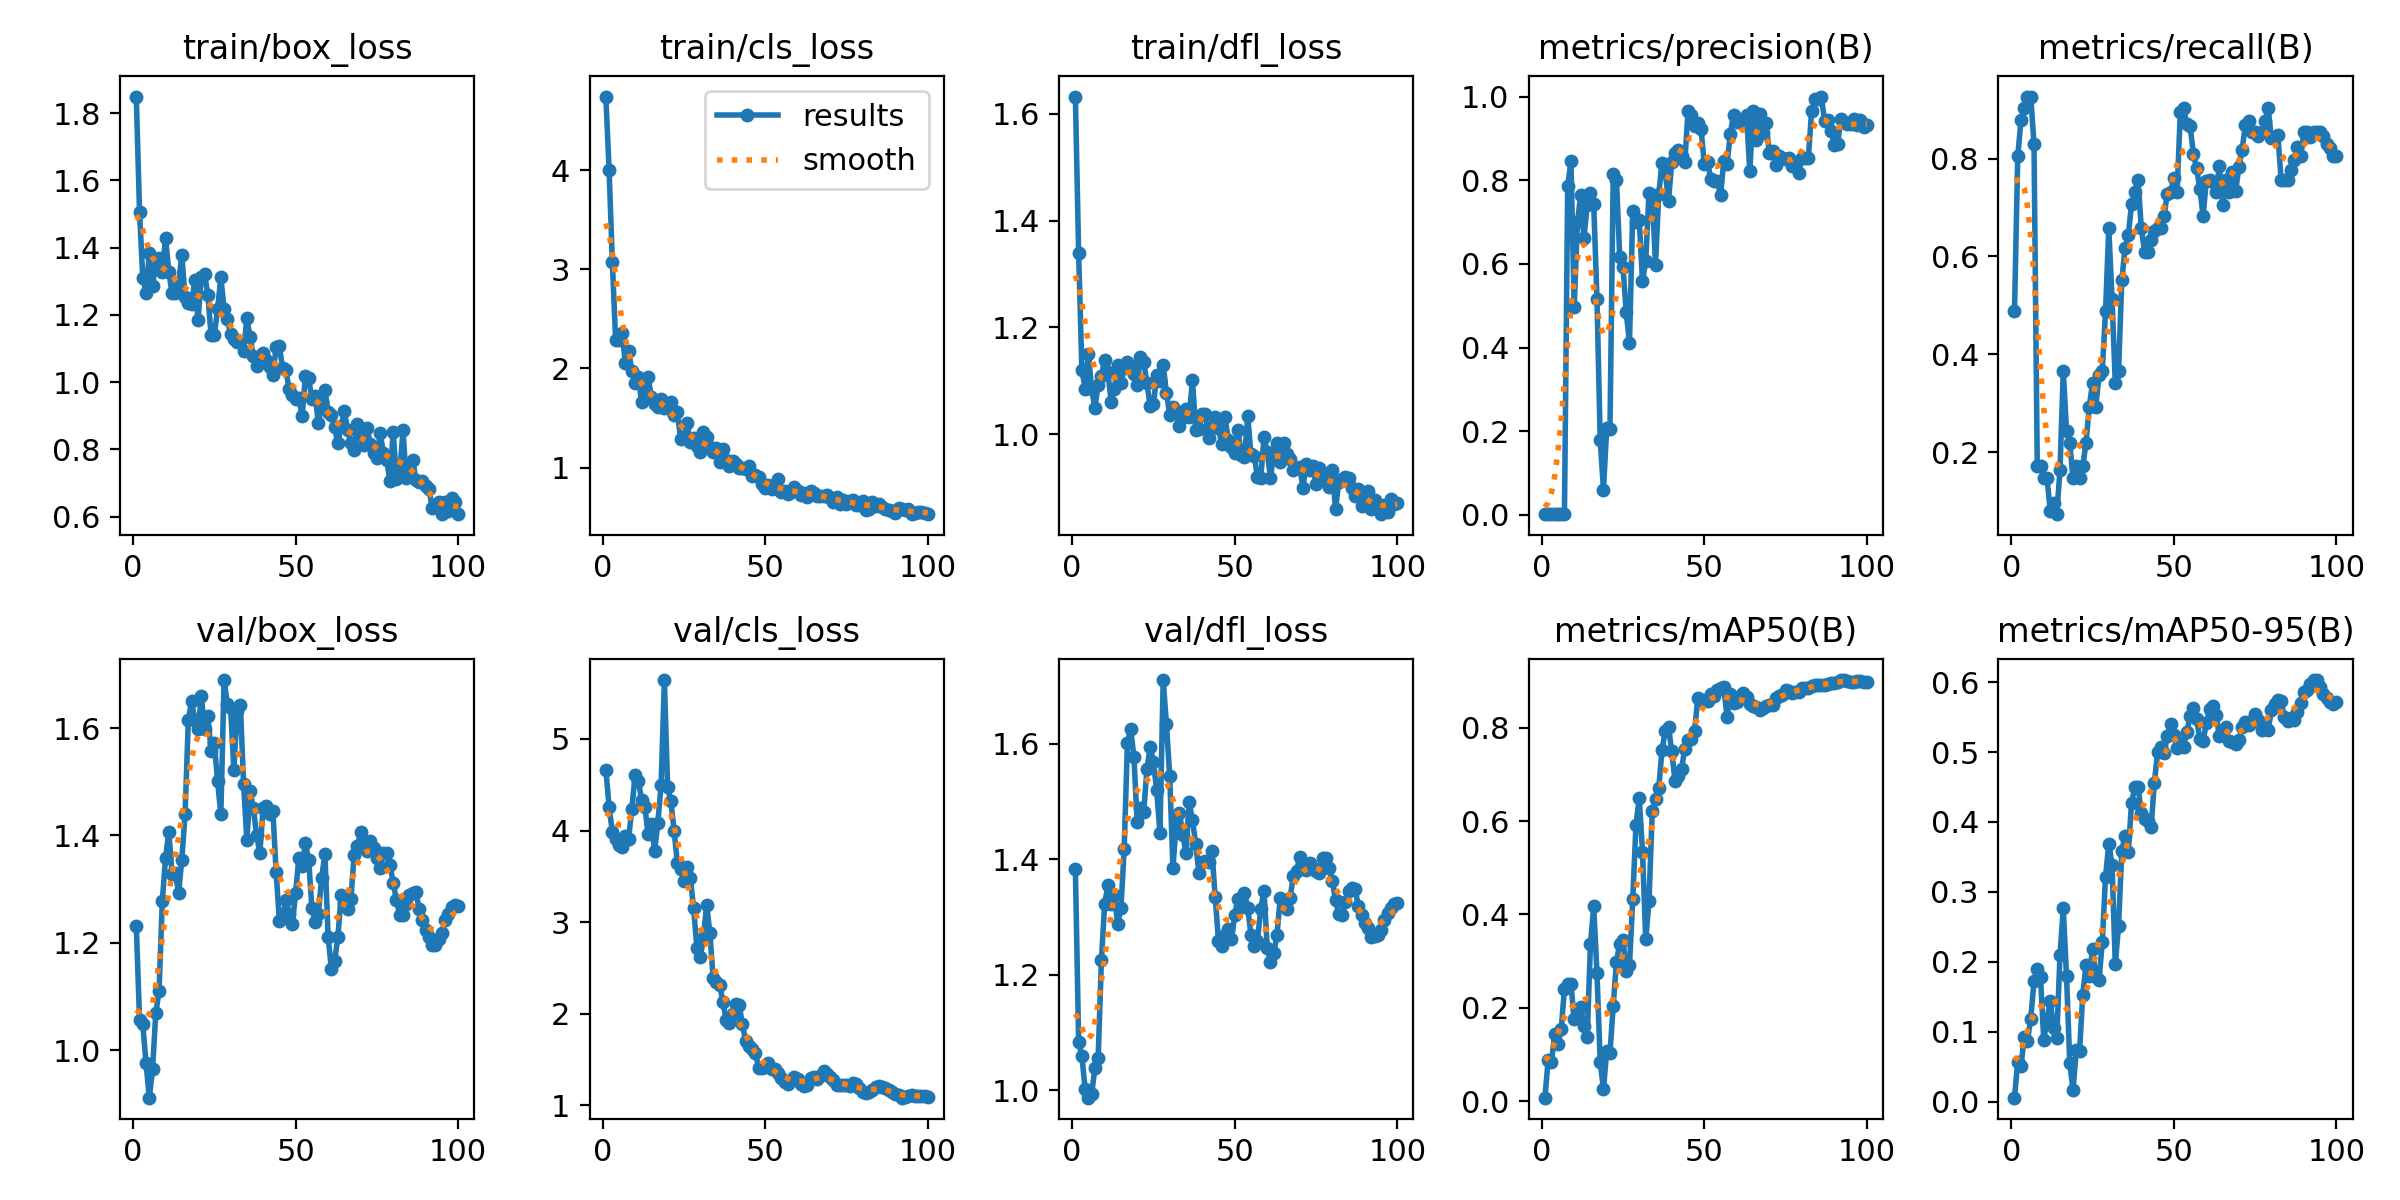 train/box_loss
1.8
1.6
1.4
1.2
1.0
0.8
0.6
0 50 100
train/cls_loss
results
smooth
4
3
2
1
0 50 100
train/dfl_loss
1.6
1.4
1.2
1.0
0 50 100
metrics/precision(B)
1.0
0.8
0.6
0.4
0.2
0.0
0 50 100
metrics/recall(B)
0.8
0.6
0.4
0.2
0 50 100
val/box_loss
1.6
1.4
1.2
1.0
0 50 100
val/cls_loss
5
4
3
2
1
0 50 100
val/dfl_loss
1.6
1.4
1.2
1.0
0 50 100
metrics/mAP50(B)
0.8
0.6
0.4
0.2
0.0
0 50 100
metrics/mAP50-95(B)
0.6
0.5
0.4
0.3
0.2
0.1
0.0
0 50 100